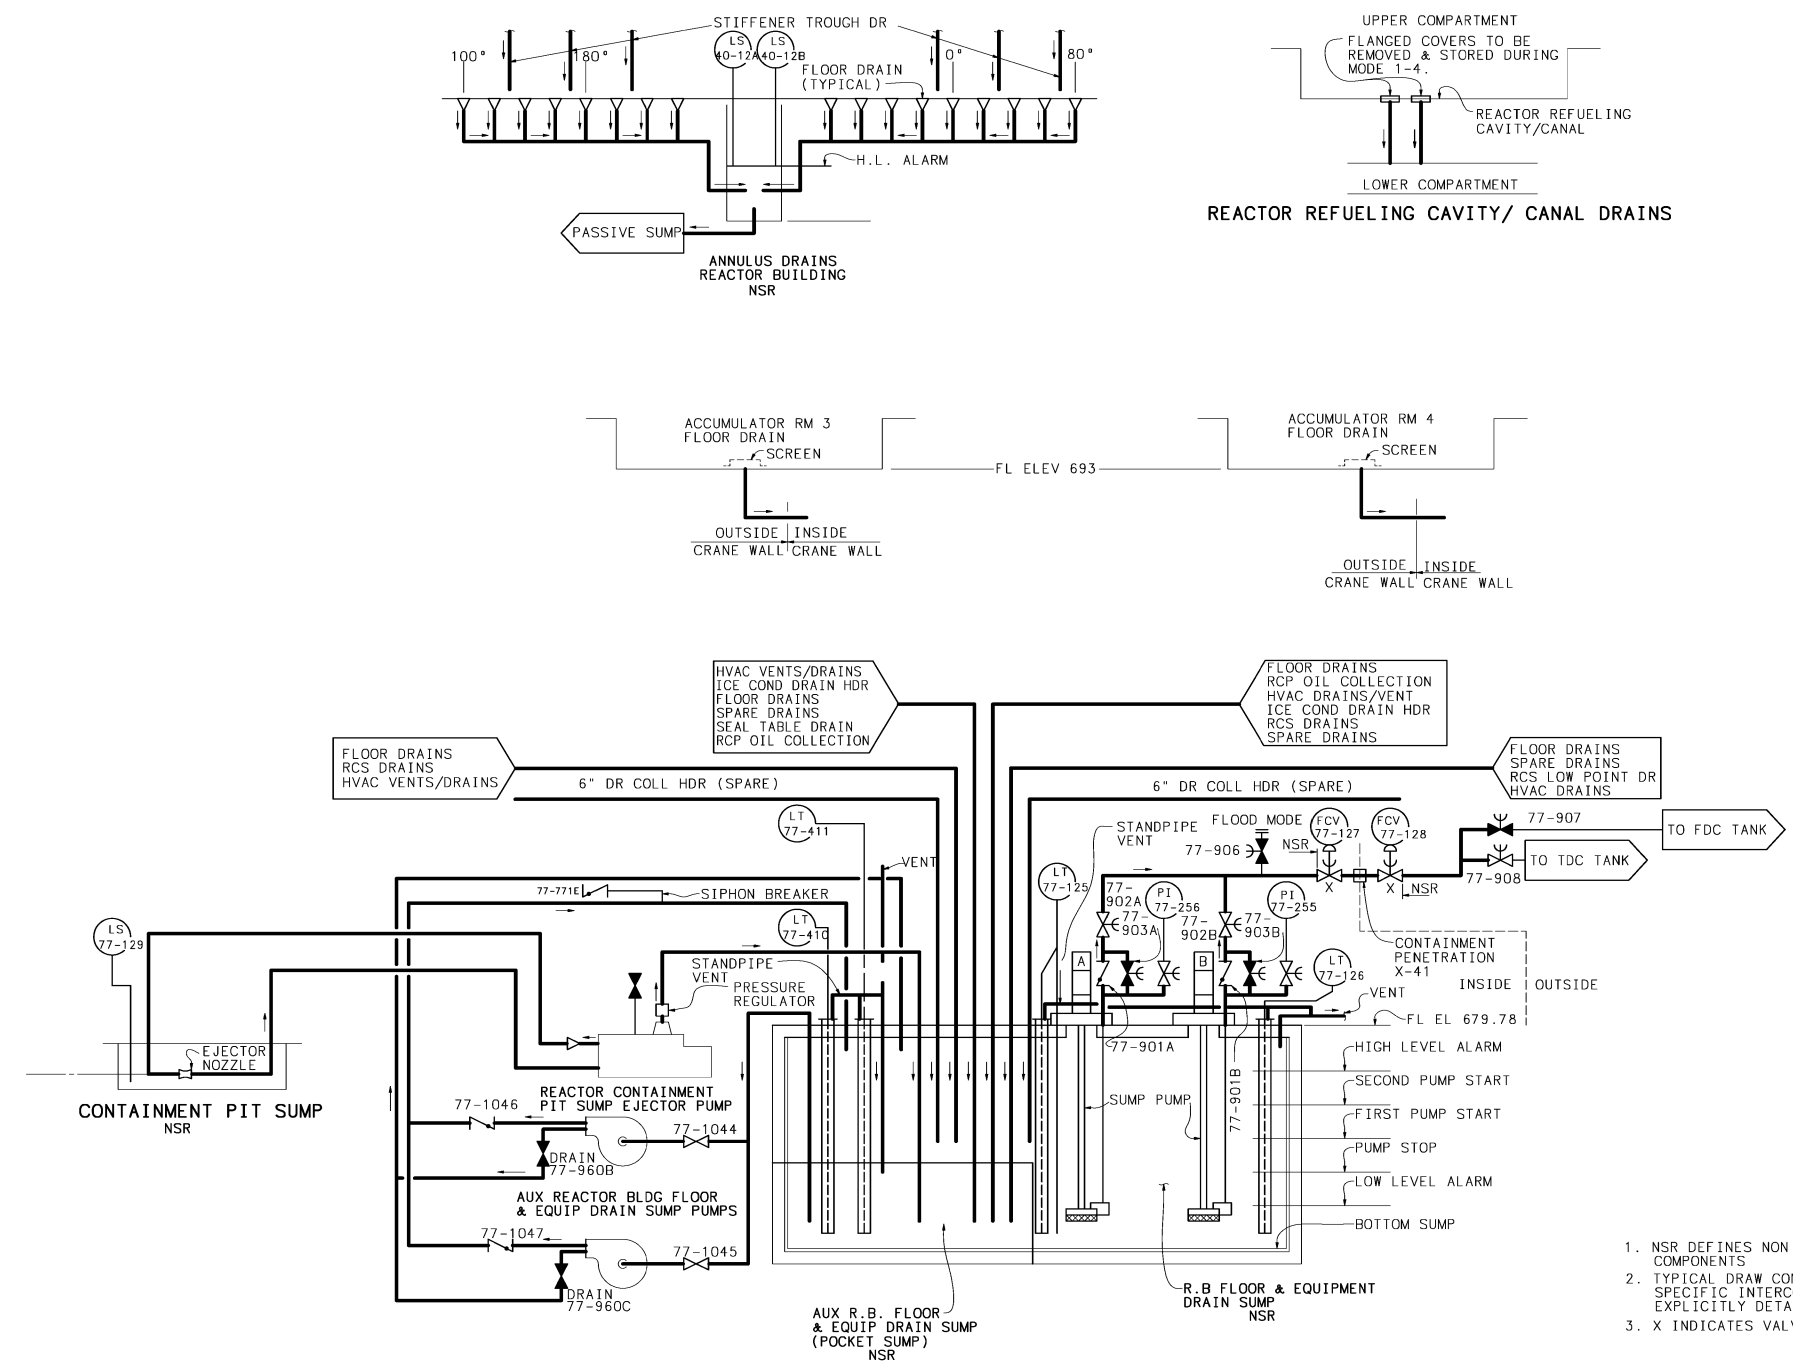 STIFFENER TROUGH DR
LS
40-12A
LS
40-12B
100°
180°
0°
80°
FLOOR DRAIN
(TYPICAL)
H.L. ALARM
PASSIVE SUMP
ANNULUS DRAINS
REACTOR BUILDING
NSR
UPPER COMPARTMENT
FLANGED COVERS TO BE
REMOVED & STORED DURING
MODE 1-4.
REACTOR REFUELING
CAVITY/CANAL
LOWER COMPARTMENT
REACTOR REFUELING CAVITY/ CANAL DRAINS
ACCUMULATOR RM 3
FLOOR DRAIN
SCREEN
FL ELEV 693
OUTSIDE INSIDE
CRANE WALL CRANE WALL
ACCUMULATOR RM 4
FLOOR DRAIN
SCREEN
OUTSIDE INSIDE
CRANE WALL CRANE WALL
HVAC VENTS/DRAINS
ICE COND DRAIN HDR
FLOOR DRAINS
SPARE DRAINS
SEAL TABLE DRAIN
RCP OIL COLLECTION
FLOOR DRAINS
RCP OIL COLLECTION
HVAC DRAINS/VENT
ICE COND DRAIN HDR
RCS DRAINS
SPARE DRAINS
FLOOR DRAINS
RCS DRAINS
HVAC VENTS/DRAINS
6" DR COLL HDR (SPARE)
FLOOR DRAINS
SPARE DRAINS
RCS LOW POINT DR
HVAC DRAINS
6" DR COLL HDR (SPARE)
LT
77-411
STANDPIPE
VENT
FLOOD MODE
77-906
NSR
FCV
77-127
FCV
77-128
77-907
TO FDC TANK
TO TDC TANK
77-908
X
X
NSR
VENT
77-771E
SIPHON BREAKER
LT
77-410
LT
77-125
77-
902A
77-
903A
PI
77-256
77-
902B
77-
903B
PI
77-255
LS
77-129
STANDPIPE
VENT
PRESSURE
REGULATOR
A
B
LT
77-126
CONTAINMENT
PENETRATION
X-41
INSIDE
OUTSIDE
VENT
FL EL 679.78
77-901A
77-901B
EJECTOR
NOZZLE
CONTAINMENT PIT SUMP
NSR
REACTOR CONTAINMENT
PIT SUMP EJECTOR PUMP
77-1046
77-1044
DRAIN
77-960B
AUX REACTOR BLDG FLOOR
& EQUIP DRAIN SUMP PUMPS
77-1047
77-1045
DRAIN
77-960C
SUMP PUMP
HIGH LEVEL ALARM
SECOND PUMP START
FIRST PUMP START
PUMP STOP
LOW LEVEL ALARM
BOTTOM SUMP
AUX R.B. FLOOR
& EQUIP DRAIN SUMP
(POCKET SUMP)
NSR
R.B FLOOR & EQUIPMENT
DRAIN SUMP
NSR
1. NSR DEFINES NON
COMPONENTS
2. TYPICAL DRAW
SPECIFIC
EXPLICITLY
3. X INDICATES